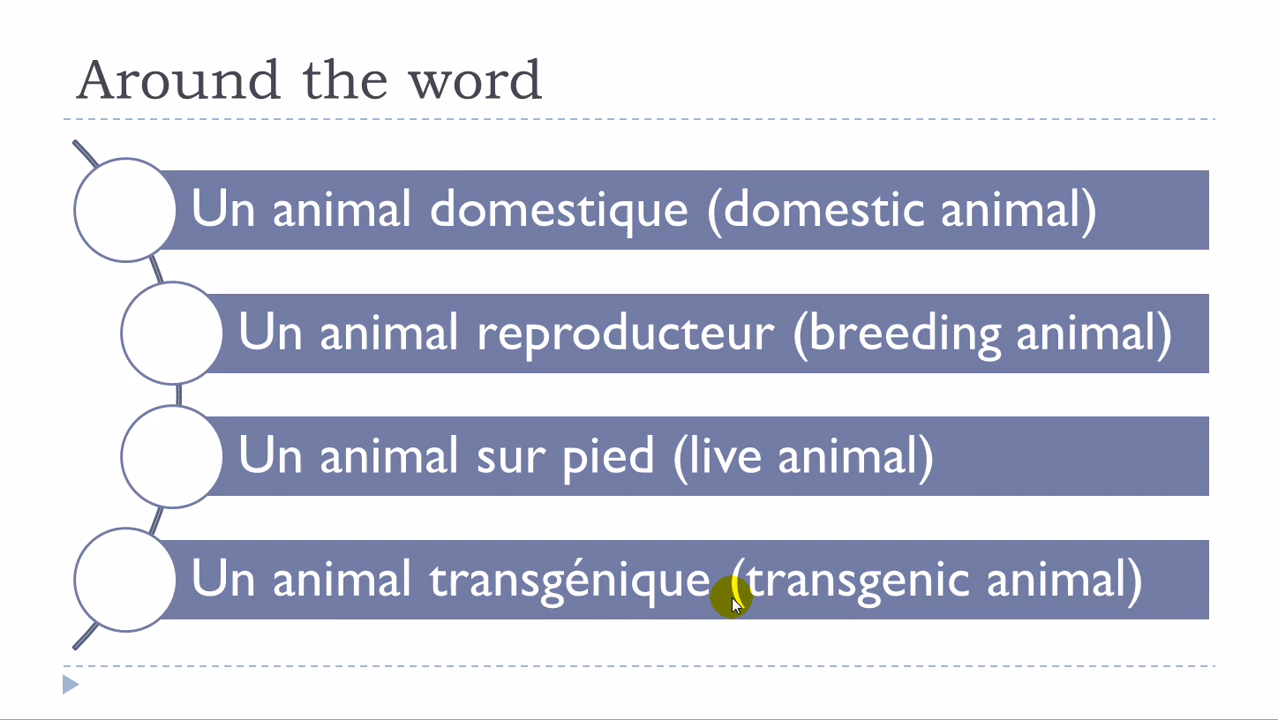 Around the word
Un animal domestique (domestic animal)
Un animal reproducteur (breeding animal)
Un animal sur pied (live animal)
Un animal transgénique (transgenic animal)